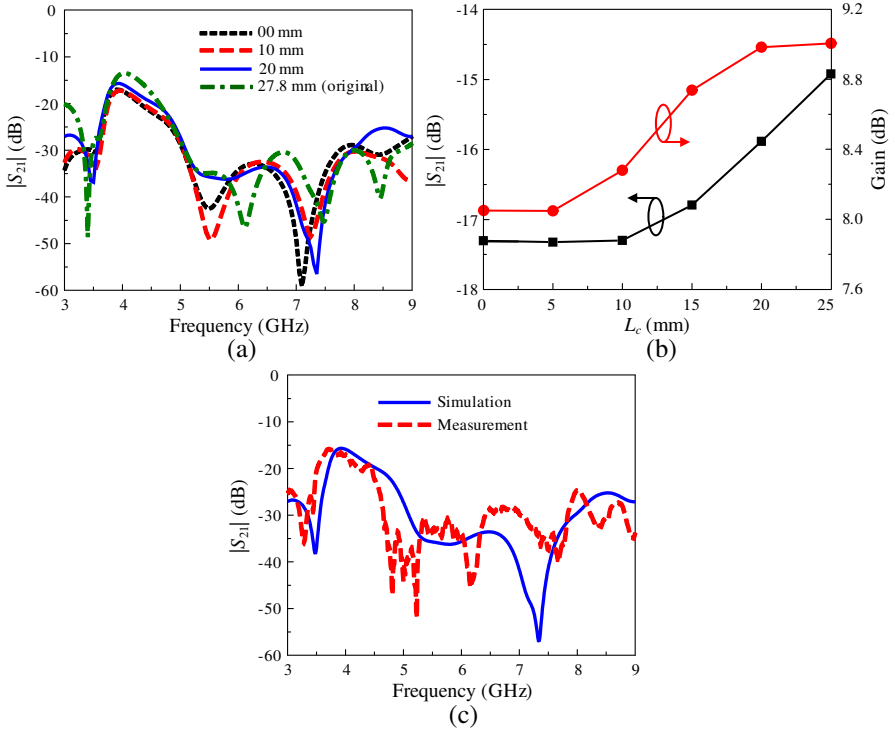 0
-10
-20
-30
-40
-50
-60
|S21| (dB)
00 mm
10 mm
20 mm
27.8 mm (original)
3 4 5 6 7 8 9
Frequency (GHz)
(a)
-14
-15
-16
-17
-18
|S21| (dB)
9.2
8.8
8.4
8.0
7.6
Gain (dB)
0 5 10 15 20 25
Lc (mm)
(b)
0
-10
-20
-30
-40
-50
-60
|S21| (dB)
Simulation
Measurement
3 4 5 6 7 8 9
Frequency (GHz)
(c)